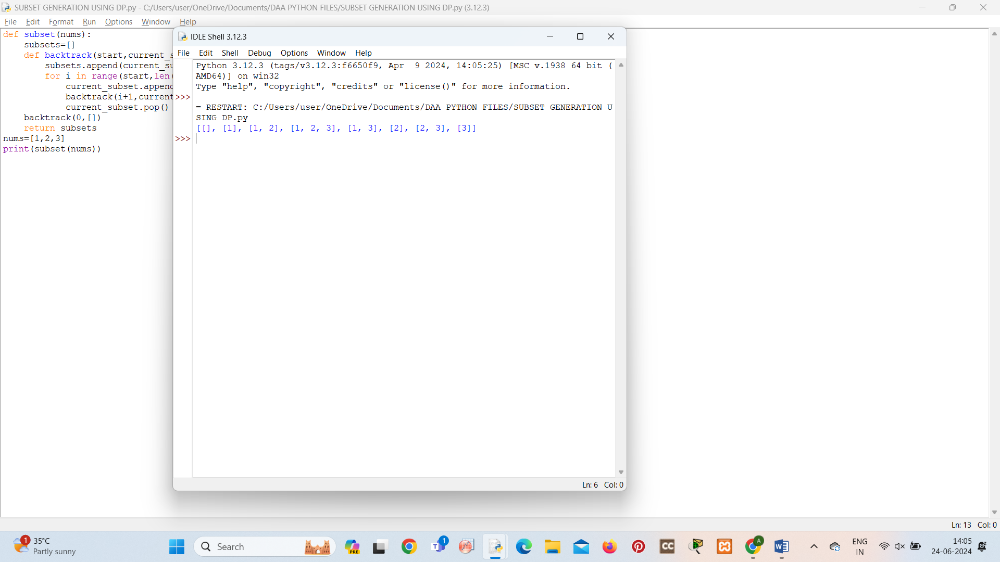 SUBSET GENERATION USING DP.py - C:/Users/user/OneDrive/Documents/DAA PYTHON FILES/SUBSET GENERATION USING DP.py (3.12.3)
File Edit Format Run Options Window Help
def subset(nums):
    subsets=[]
    def backtrack(start,current_s
        subsets.append(current_su
        for i in range(start,len(
            current_subset.append
            backtrack(i+1,current
            current_subset.pop()
    backtrack(0,[])
    return subsets
nums=[1,2,3]
print(subset(nums))
IDLE Shell 3.12.3
File Edit Shell Debug Options Window Help
Python 3.12.3 (tags/v3.12.3:f6650f9, Apr  9 2024, 14:05:25) [MSC v.1938 64 bit (
AMD64)] on win32
Type "help", "copyright", "credits" or "license()" for more information.
>>>
= RESTART: C:/Users/user/OneDrive/Documents/DAA PYTHON FILES/SUBSET GENERATION U
SING DP.py
[[], [1], [1, 2], [1, 2, 3], [1, 3], [2], [2, 3], [3]]
>>>
Ln: 6 Col: 0
Ln: 13 Col: 0
1
35°C
Partly sunny
Search
PRE
1
T
CC
A
W
ENG
IN
14:05
24-06-2024